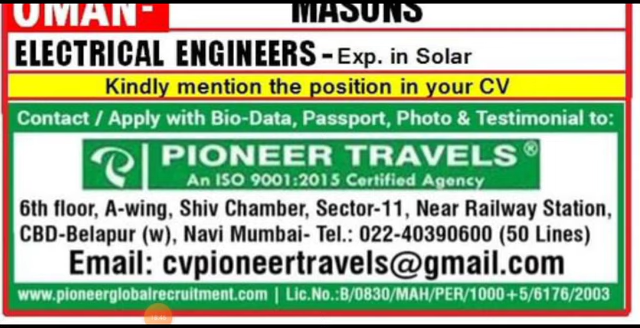 OMAN- MASONS
ELECTRICAL ENGINEERS - Exp. in Solar
Kindly mention the position in your CV
Contact / Apply with Bio-Data, Passport, Photo & Testimonial to:
PIONEER TRAVELS®
An ISO 9001:2015 Certified Agency
6th floor, A-wing, Shiv Chamber, Sector-11, Near Railway Station,
CBD-Belapur (w), Navi Mumbai- Tel.: 022-40390600 (50 Lines)
Email: cvpioneertravels@gmail.com
www.pioneerglobalrecruitment.com | Lic.No.:B/0830/MAH/PER/1000+5/6176/2003